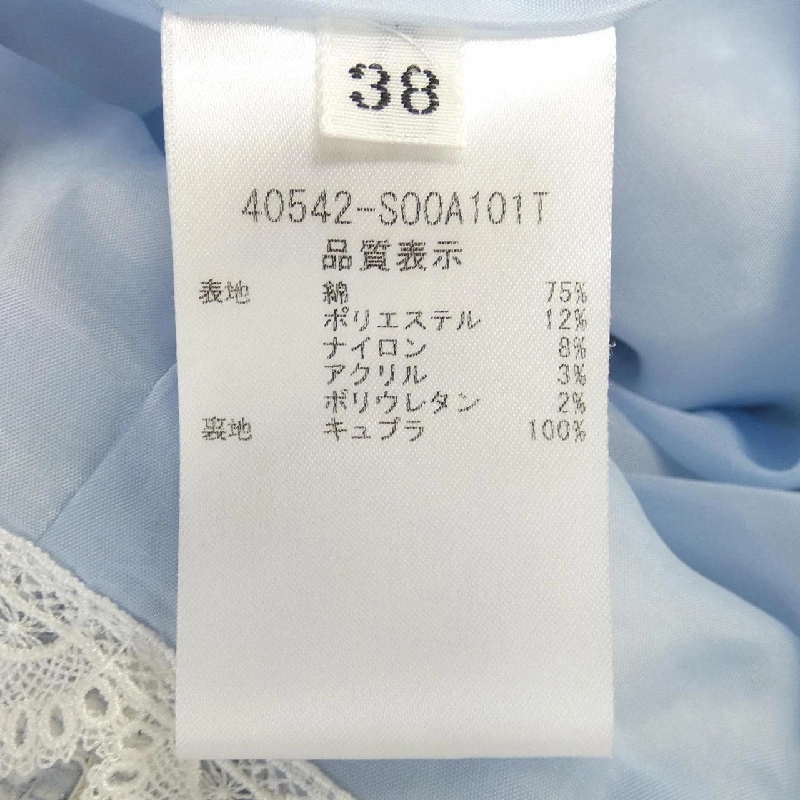 38
40542-S00A101T
品質表示
表地 綿 75%
ポリエステル 12%
ナイロン 8%
アクリル 3%
ポリウレタン 2%
裏地 キュプラ 100%